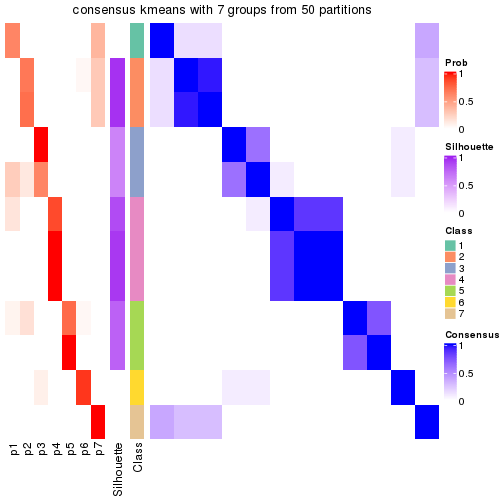 consensus kmeans with 7 groups from 50 partitions
Prob
1
0.5
0
Silhouette
1
0.5
0
Class
1
2
3
4
5
6
7
Consensus
1
0.5
0
p1
p2
p3
p4
p5
p6
p7
Silhouette
Class